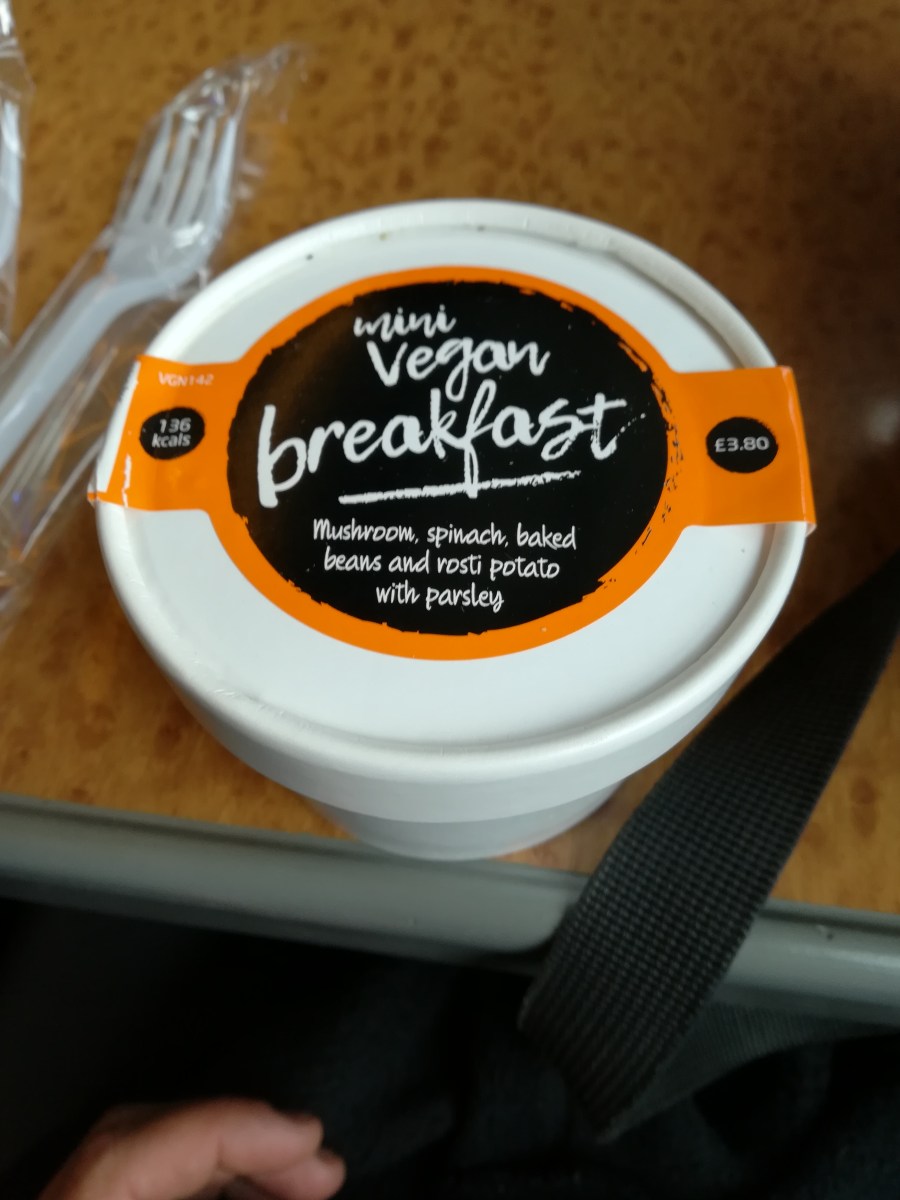 mini
Vegan
breakfast
Mushroom, spinach, baked
beans and rosti potato
with parsley
VGN142
136
kcals
£3.80